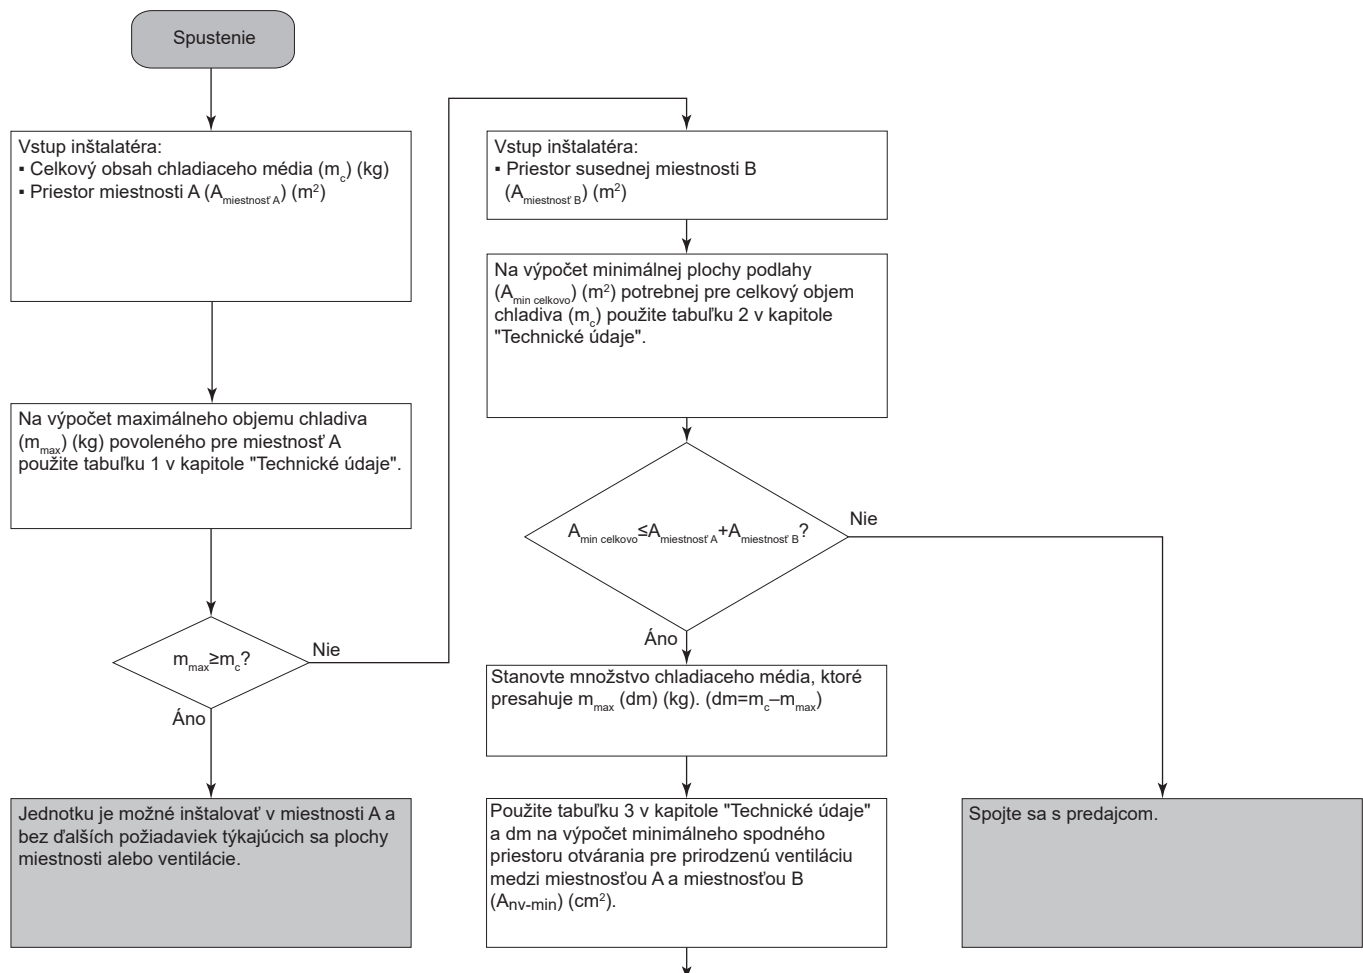 Spustenie
Vstup inštalatéra:
▪ Celkový obsah chladiaceho média (mc) (kg)
▪ Priestor miestnosti A (Amiestnosť A) (m²)
Na výpočet maximálneho objemu chladiva
(mmax) (kg) povoleného pre miestnosť A
použite tabuľku 1 v kapitole "Technické údaje".
mmax≥mc?
Nie
Áno
Jednotku je možné inštalovať v miestnosti A a
bez ďalších požiadaviek týkajúcich sa plochy
miestnosti alebo ventilácie.
Vstup inštalatéra:
▪ Priestor susednej miestnosti B
(Amiestnosť B) (m²)
Na výpočet minimálnej plochy podlahy
(Amin celkovo) (m²) potrebnej pre celkový objem
chladiva (mc) použite tabuľku 2 v kapitole
"Technické údaje".
Amin celkovo≤Amiestnosť A+Amiestnosť B?
Nie
Áno
Stanovte množstvo chladiaceho média, ktoré
presahuje mmax (dm) (kg). (dm=mc–mmax)
Použite tabuľku 3 v kapitole "Technické údaje"
a dm na výpočet minimálneho spodného
priestoru otvárania pre prirodzenú ventiláciu
medzi miestnosťou A a miestnosťou B
(Anv-min) (cm²).
Spojte sa s predajcom.